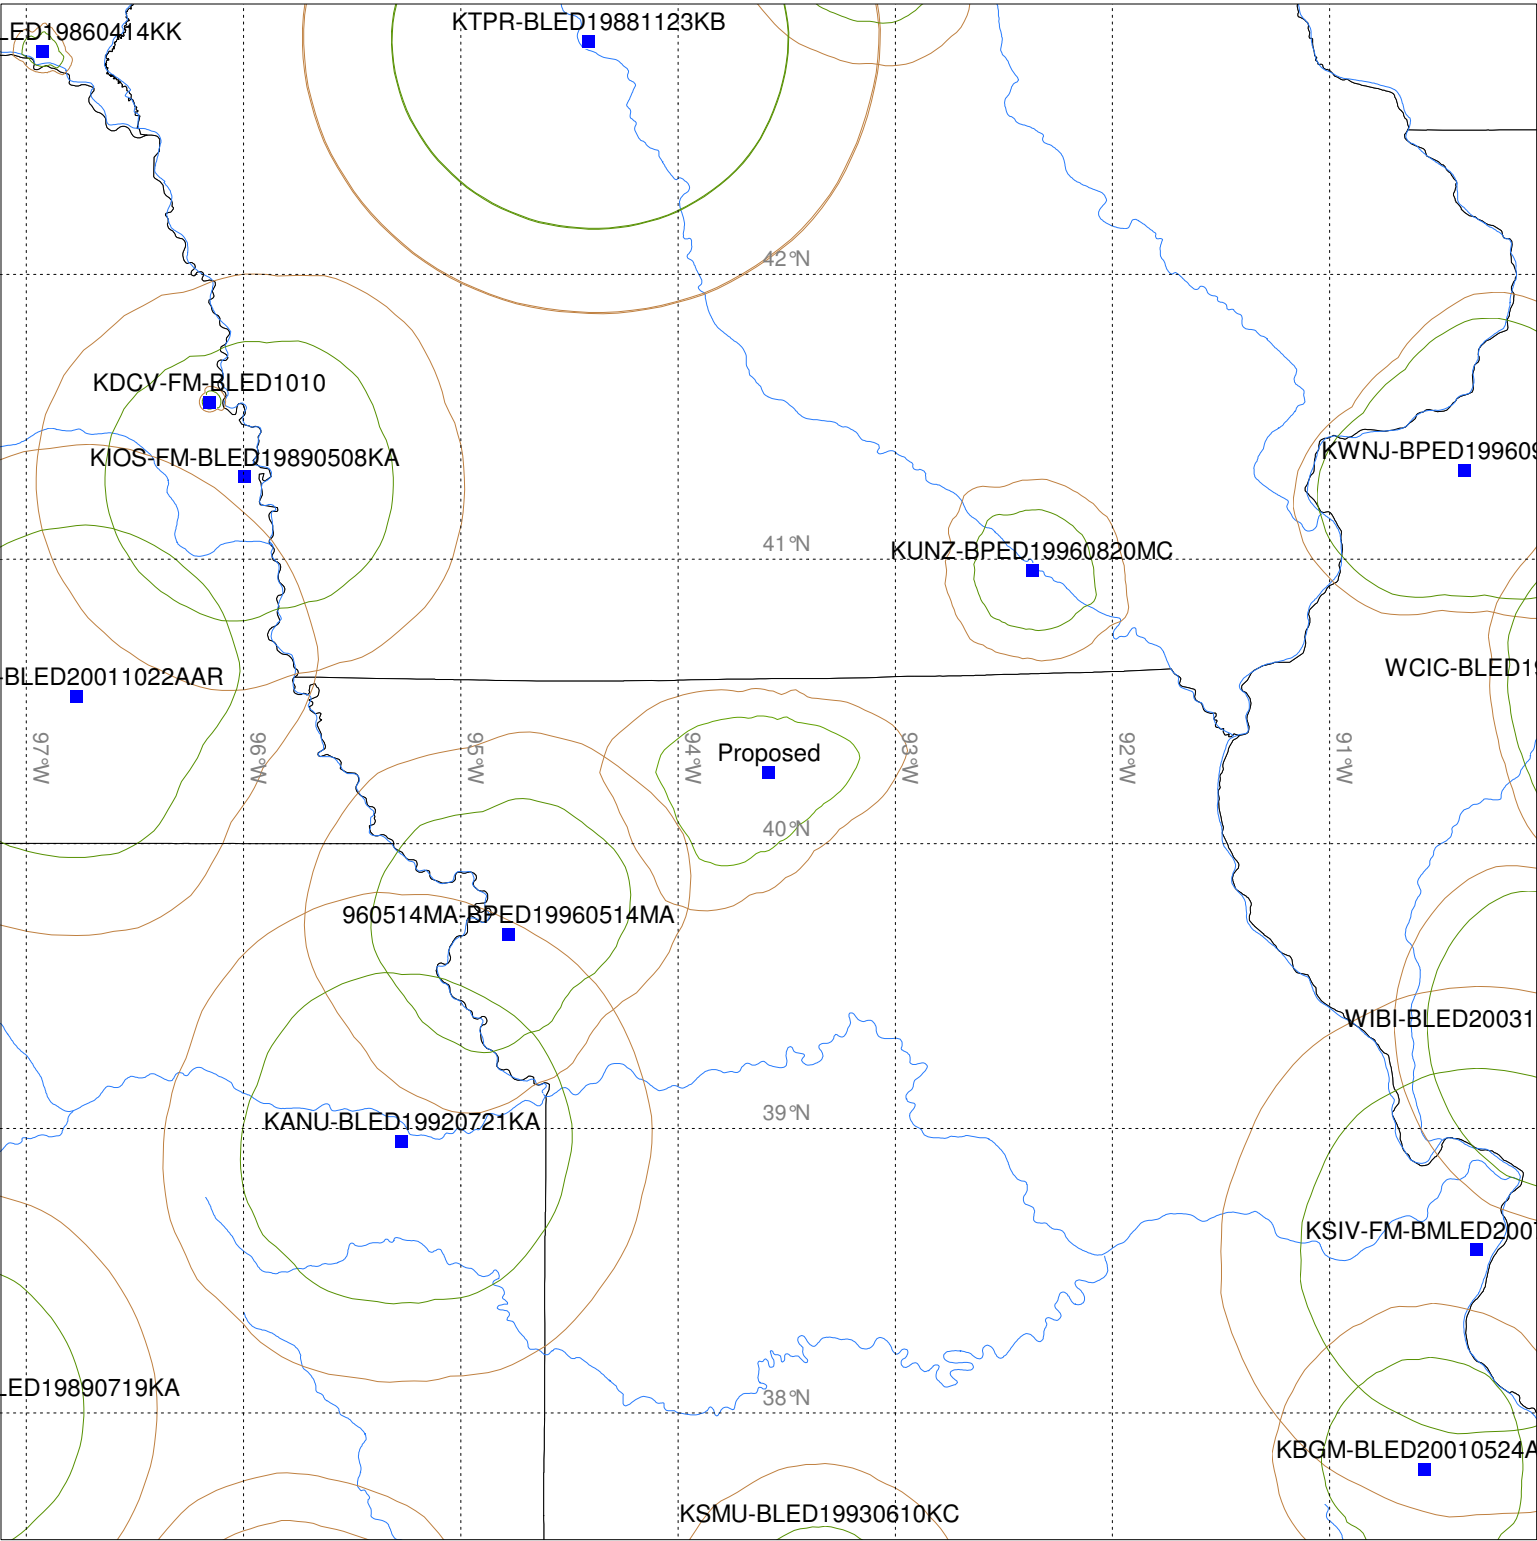 LED19860414KK
KTPR-BLED19881123KB
42°N
KDCV-FM-BLED1010
KIOS-FM-BLED19890508KA
KWNJ-BPED199609
41°N
KUNZ-BPED19960820MC
-BLED20011022AAR
WCIC-BLED19
97°W
96°W
95°W
94°W
93°W
92°W
91°W
Proposed
40°N
960514MA-BPED19960514MA
WIBI-BLED20031
39°N
KANU-BLED19920721KA
KSIV-FM-BMLED200
LED19890719KA
38°N
KBGM-BLED20010524A
KSMU-BLED19930610KC